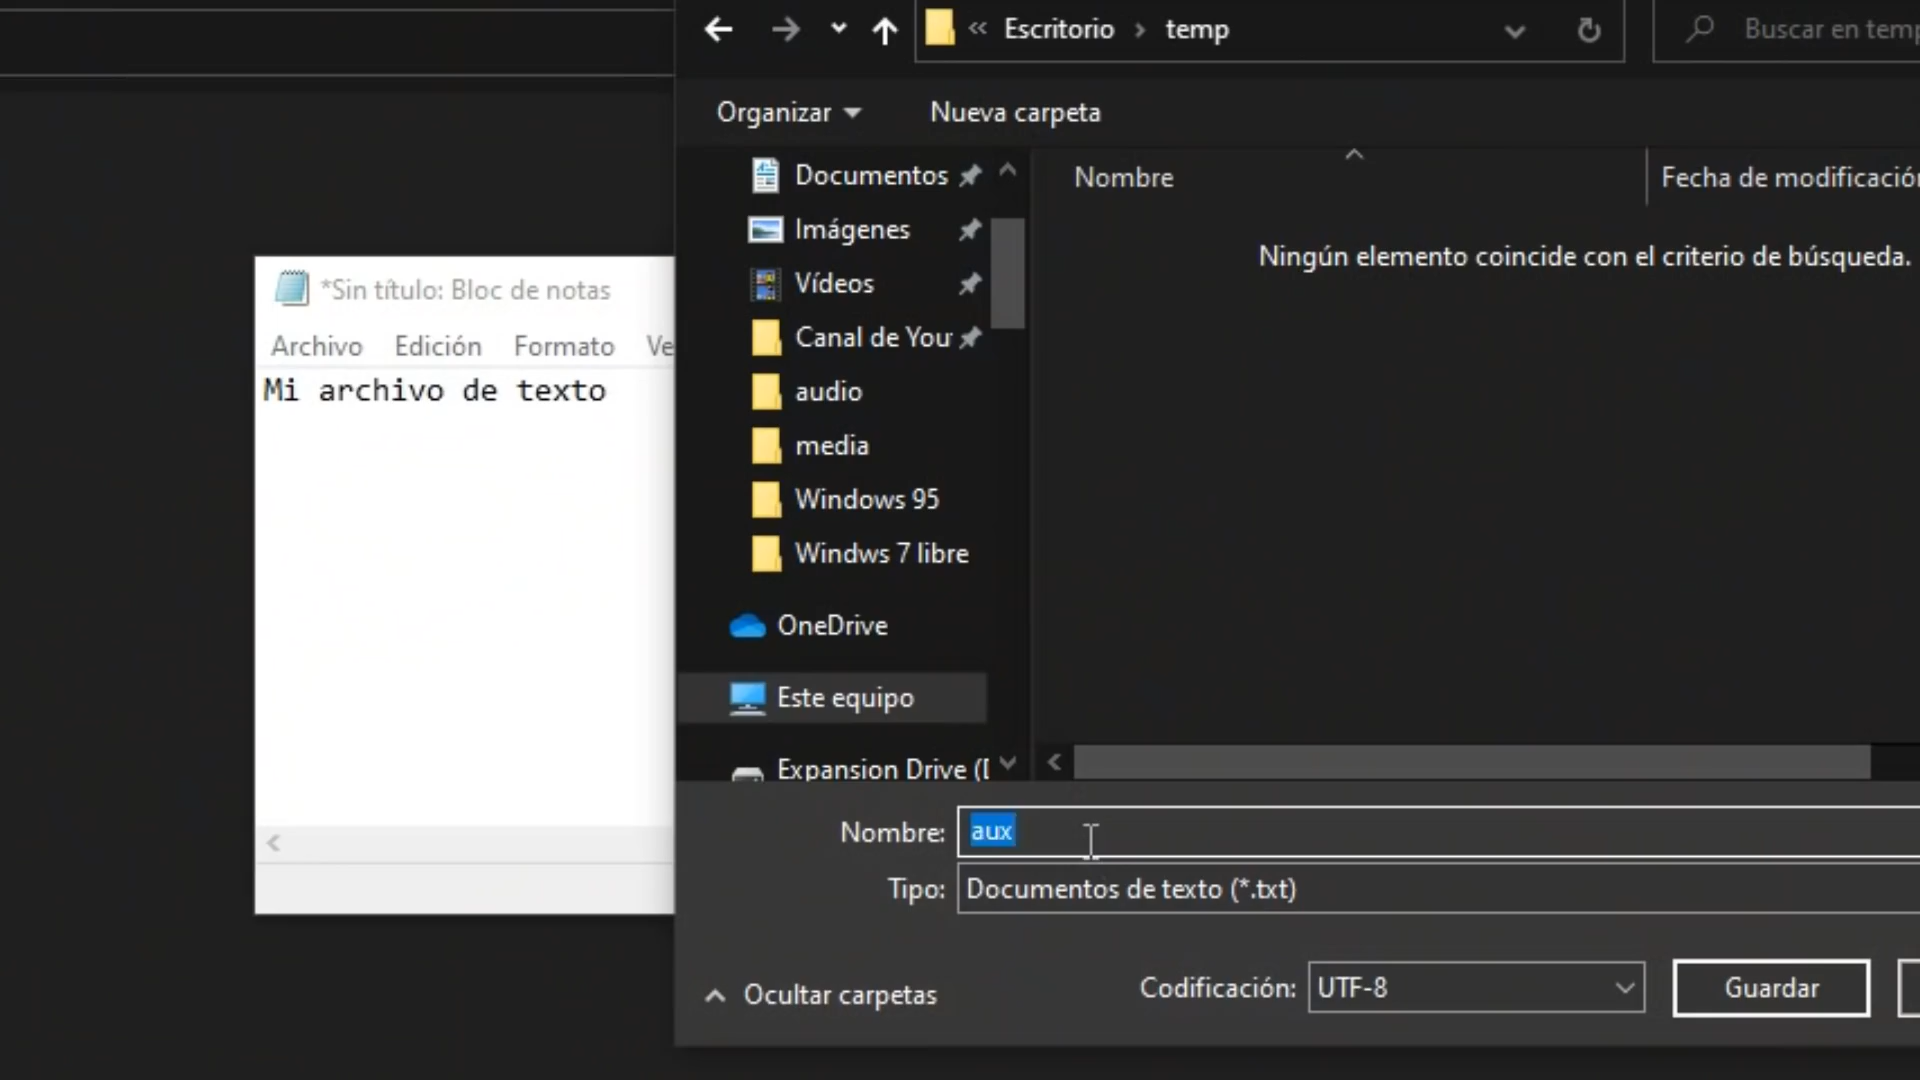 Escritorio temp
Buscar en temp
Organizar Nueva carpeta
Documentos
Imágenes
Vídeos
Canal de You
audio
media
Windows 95
Windws 7 libre
OneDrive
Este equipo
Expansion Drive (
Nombre Fecha de modificación
Ningún elemento coincide con el criterio de búsqueda.
*Sin título: Bloc de notas
Archivo Edición Formato Ve
Mi archivo de texto
Nombre: aux
Tipo: Documentos de texto (*.txt)
Ocultar carpetas
Codificación: UTF-8
Guardar